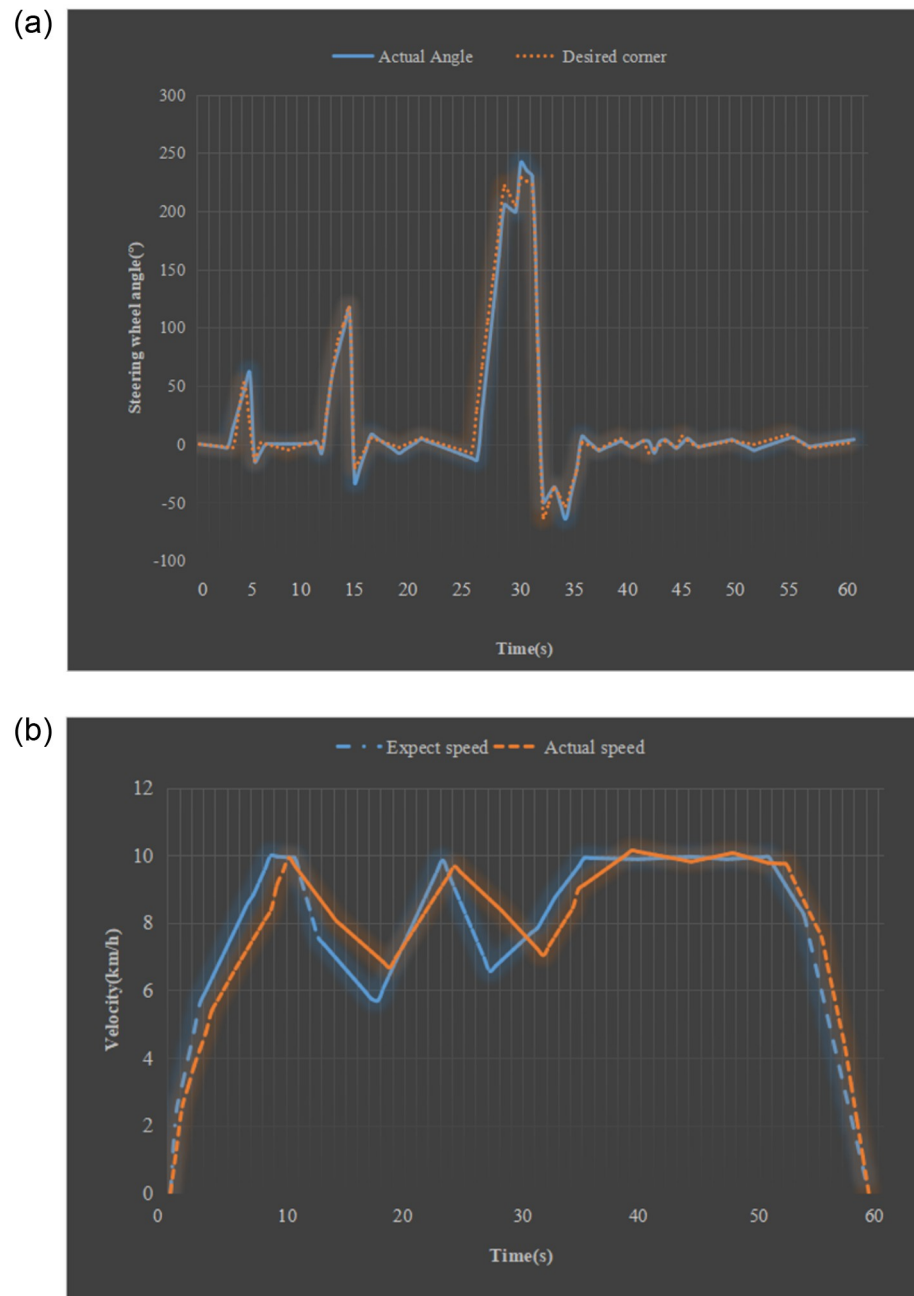 (a)
Actual Angle Desired corner
300
250
200
150
100
50
0
-50
-100
Steering wheel angle(°)
0 5 10 15 20 25 30 35 40 45 50 55 60
Time(s)
(b)
Expect speed Actual speed
12
10
8
6
4
2
0
Velocity(km/h)
0 10 20 30 40 50 60
Time(s)